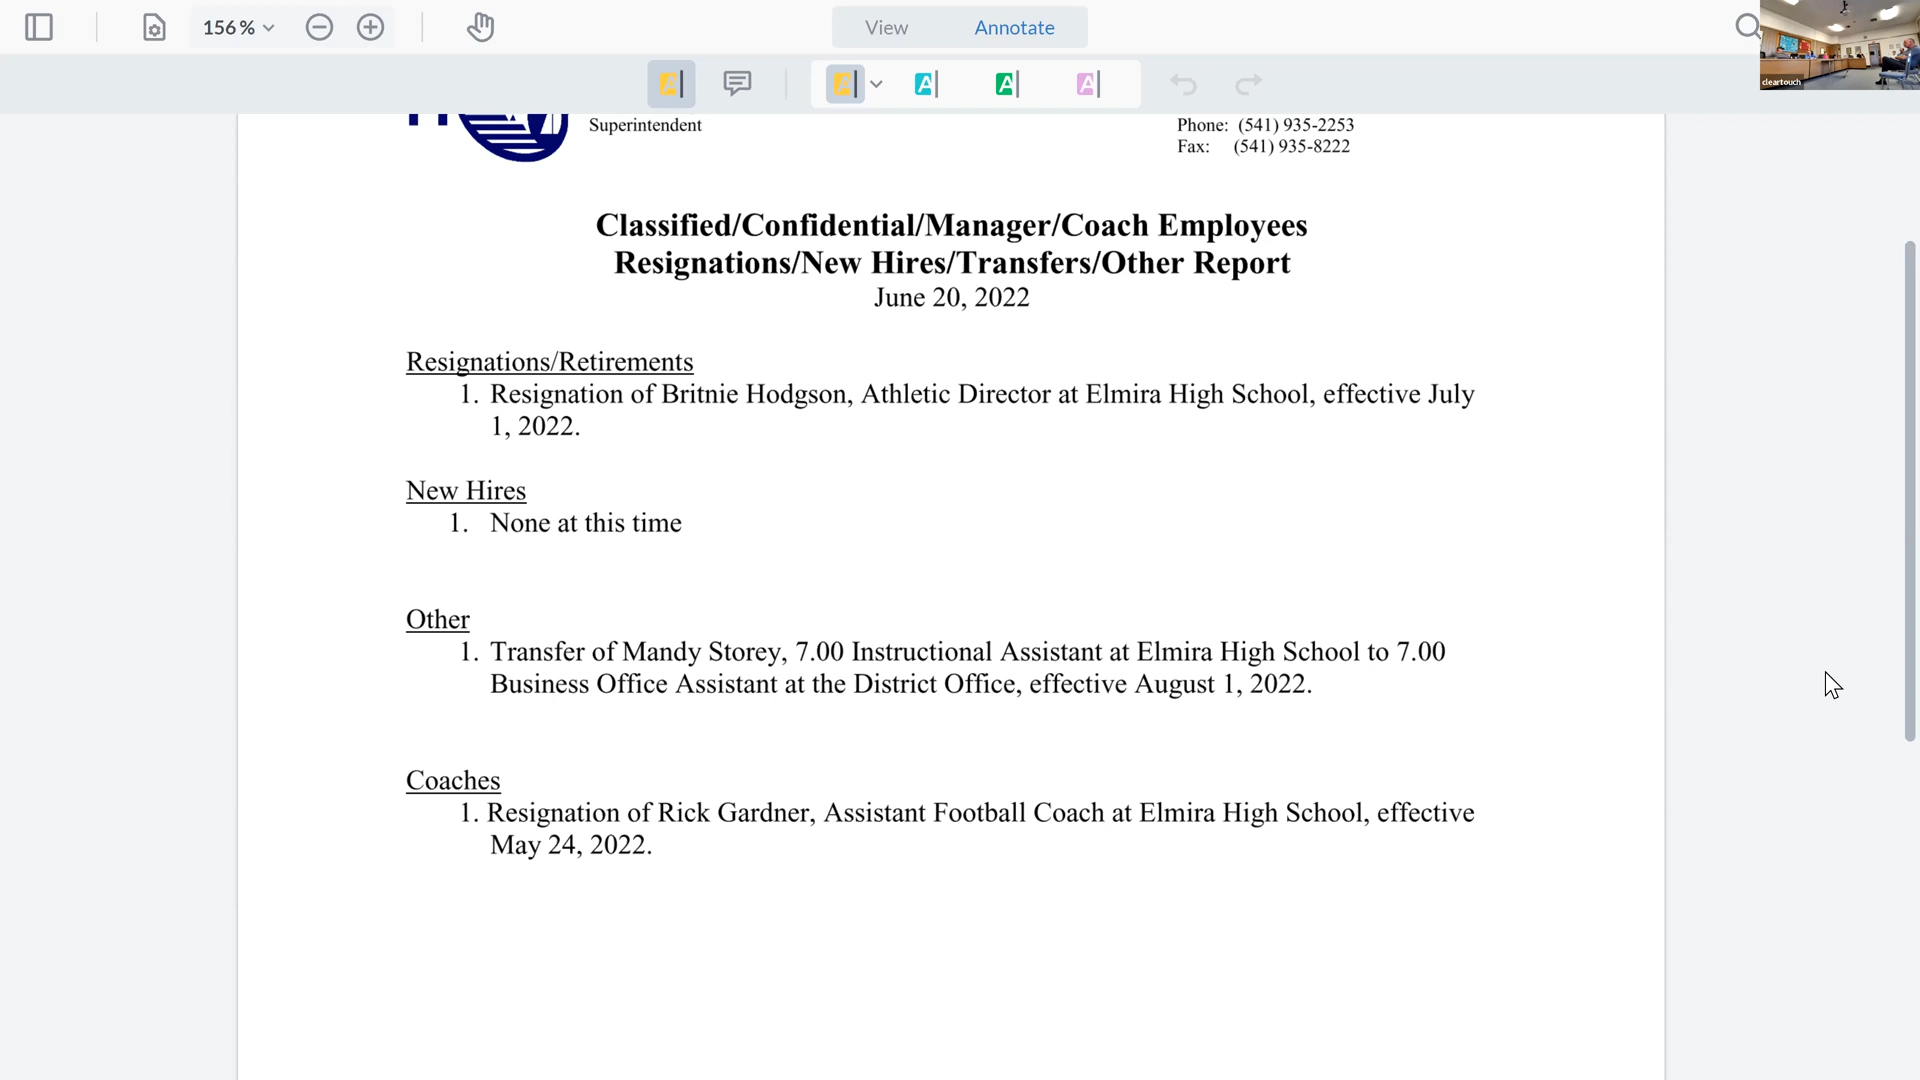 156%
View
Annotate
cleartouch
Superintendent
Phone: (541) 935-2253
Fax: (541) 935-8222
Classified/Confidential/Manager/Coach Employees
Resignations/New Hires/Transfers/Other Report
June 20, 2022
Resignations/Retirements
1. Resignation of Britnie Hodgson, Athletic Director at Elmira High School, effective July
1, 2022.
New Hires
1. None at this time
Other
1. Transfer of Mandy Storey, 7.00 Instructional Assistant at Elmira High School to 7.00
Business Office Assistant at the District Office, effective August 1, 2022.
Coaches
1. Resignation of Rick Gardner, Assistant Football Coach at Elmira High School, effective
May 24, 2022.